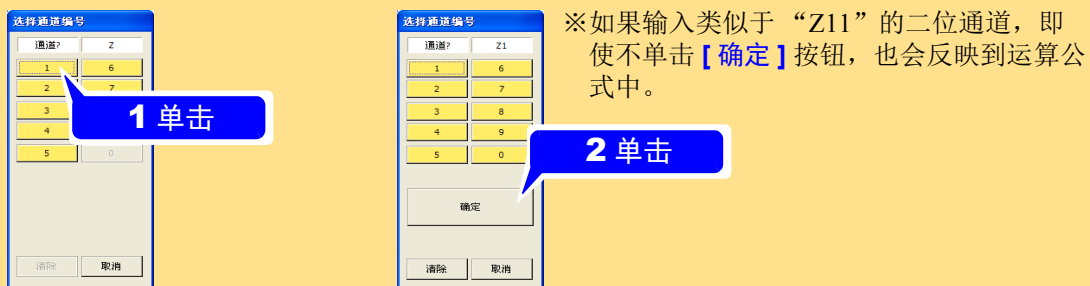 选择通道编号
通道? Z
1 6
2 7
3
4
5 0
1 单击
清除 取消
选择通道编号
通道? Z1
1 6
2 7
3 8
4 9
5 0
2 单击
确定
清除 取消
※如果输入类似于 “Z11”的二位通道，即
使不单击 [ 确定 ] 按钮，也会反映到运算公
式中。